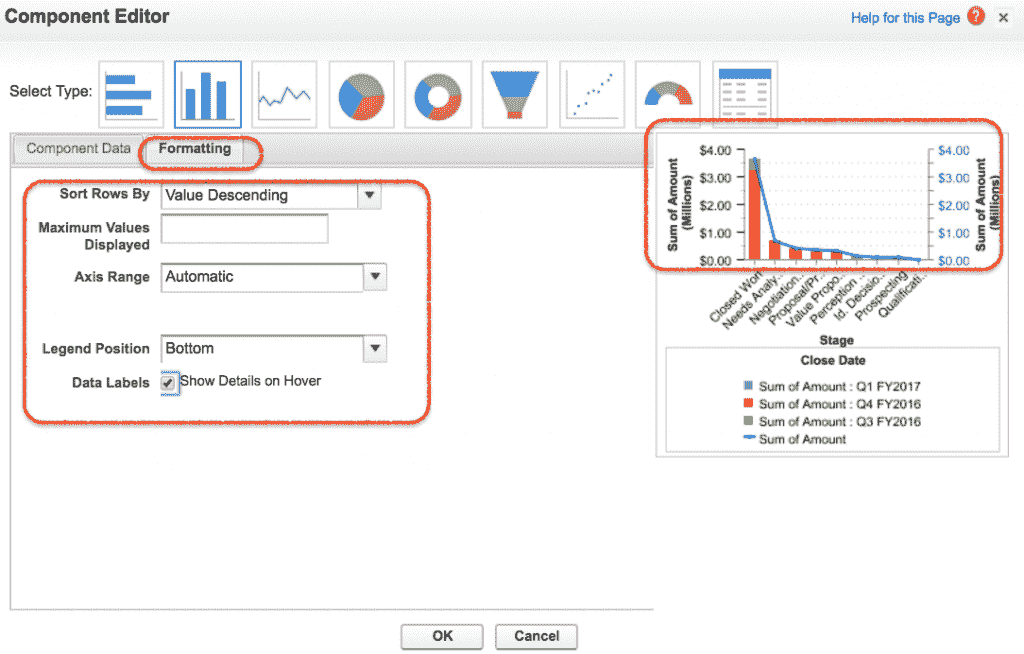 Component Editor
Help for this Page ? ×
Select Type:
Component Data
Formatting
Sort Rows By
Value Descending
Maximum Values
Displayed
Axis Range
Automatic
Legend Position
Bottom
Data Labels
Show Details on Hover
Sum of Amount
(Millions)
$4.00
$3.00
$2.00
$1.00
$0.00
$4.00
$3.00
$2.00
$1.00
$0.00
Sum of Amount
(Millions)
Closed Won
Needs Analy..
Negotiation..
Proposal/Pr..
Value Propo..
Perception ..
Id. Decisio..
Prospecting
Qualificati..
Stage
Close Date
Sum of Amount : Q1 FY2017
Sum of Amount : Q4 FY2016
Sum of Amount : Q3 FY2016
Sum of Amount
OK
Cancel